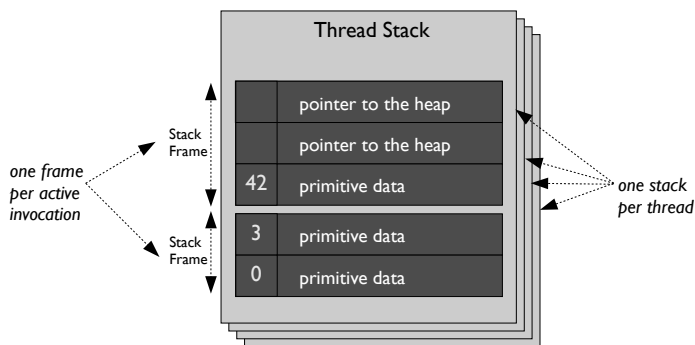 Thread Stack
pointer to the heap
pointer to the heap
42 primitive data
3 primitive data
0 primitive data
Stack
Frame
Stack
Frame
one frame
per active
invocation
one stack
per thread